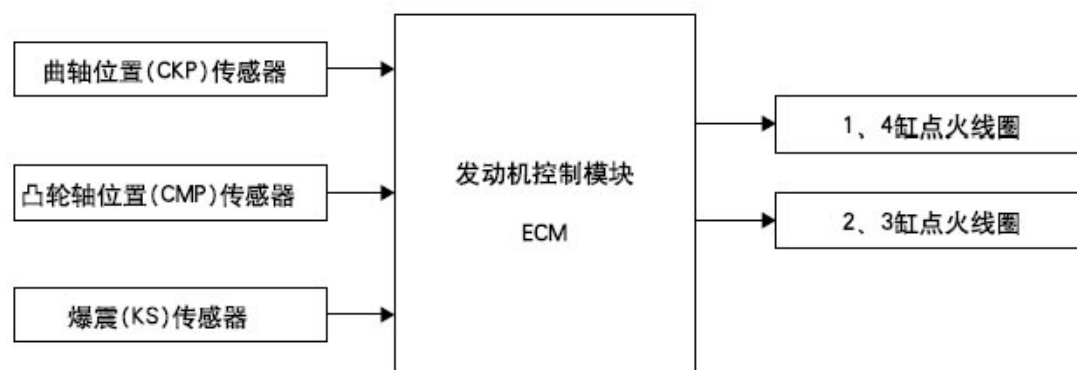 曲轴位置(CKP)传感器
凸轮轴位置(CMP)传感器
爆震(KS)传感器
发动机控制模块
ECM
1、4缸点火线圈
2、3缸点火线圈